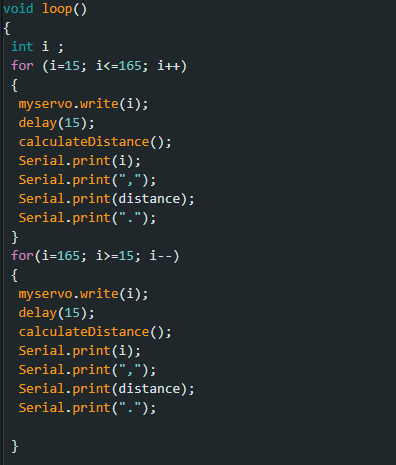 void loop()
{
int i ;
for (i=15; i<=165; i++)
{
myservo.write(i);
delay(15);
calculateDistance();
Serial.print(i);
Serial.print(",");
Serial.print(distance);
Serial.print(".");
}
for(i=165; i>=15; i--)
{
myservo.write(i);
delay(15);
calculateDistance();
Serial.print(i);
Serial.print(",");
Serial.print(distance);
Serial.print(".");
}